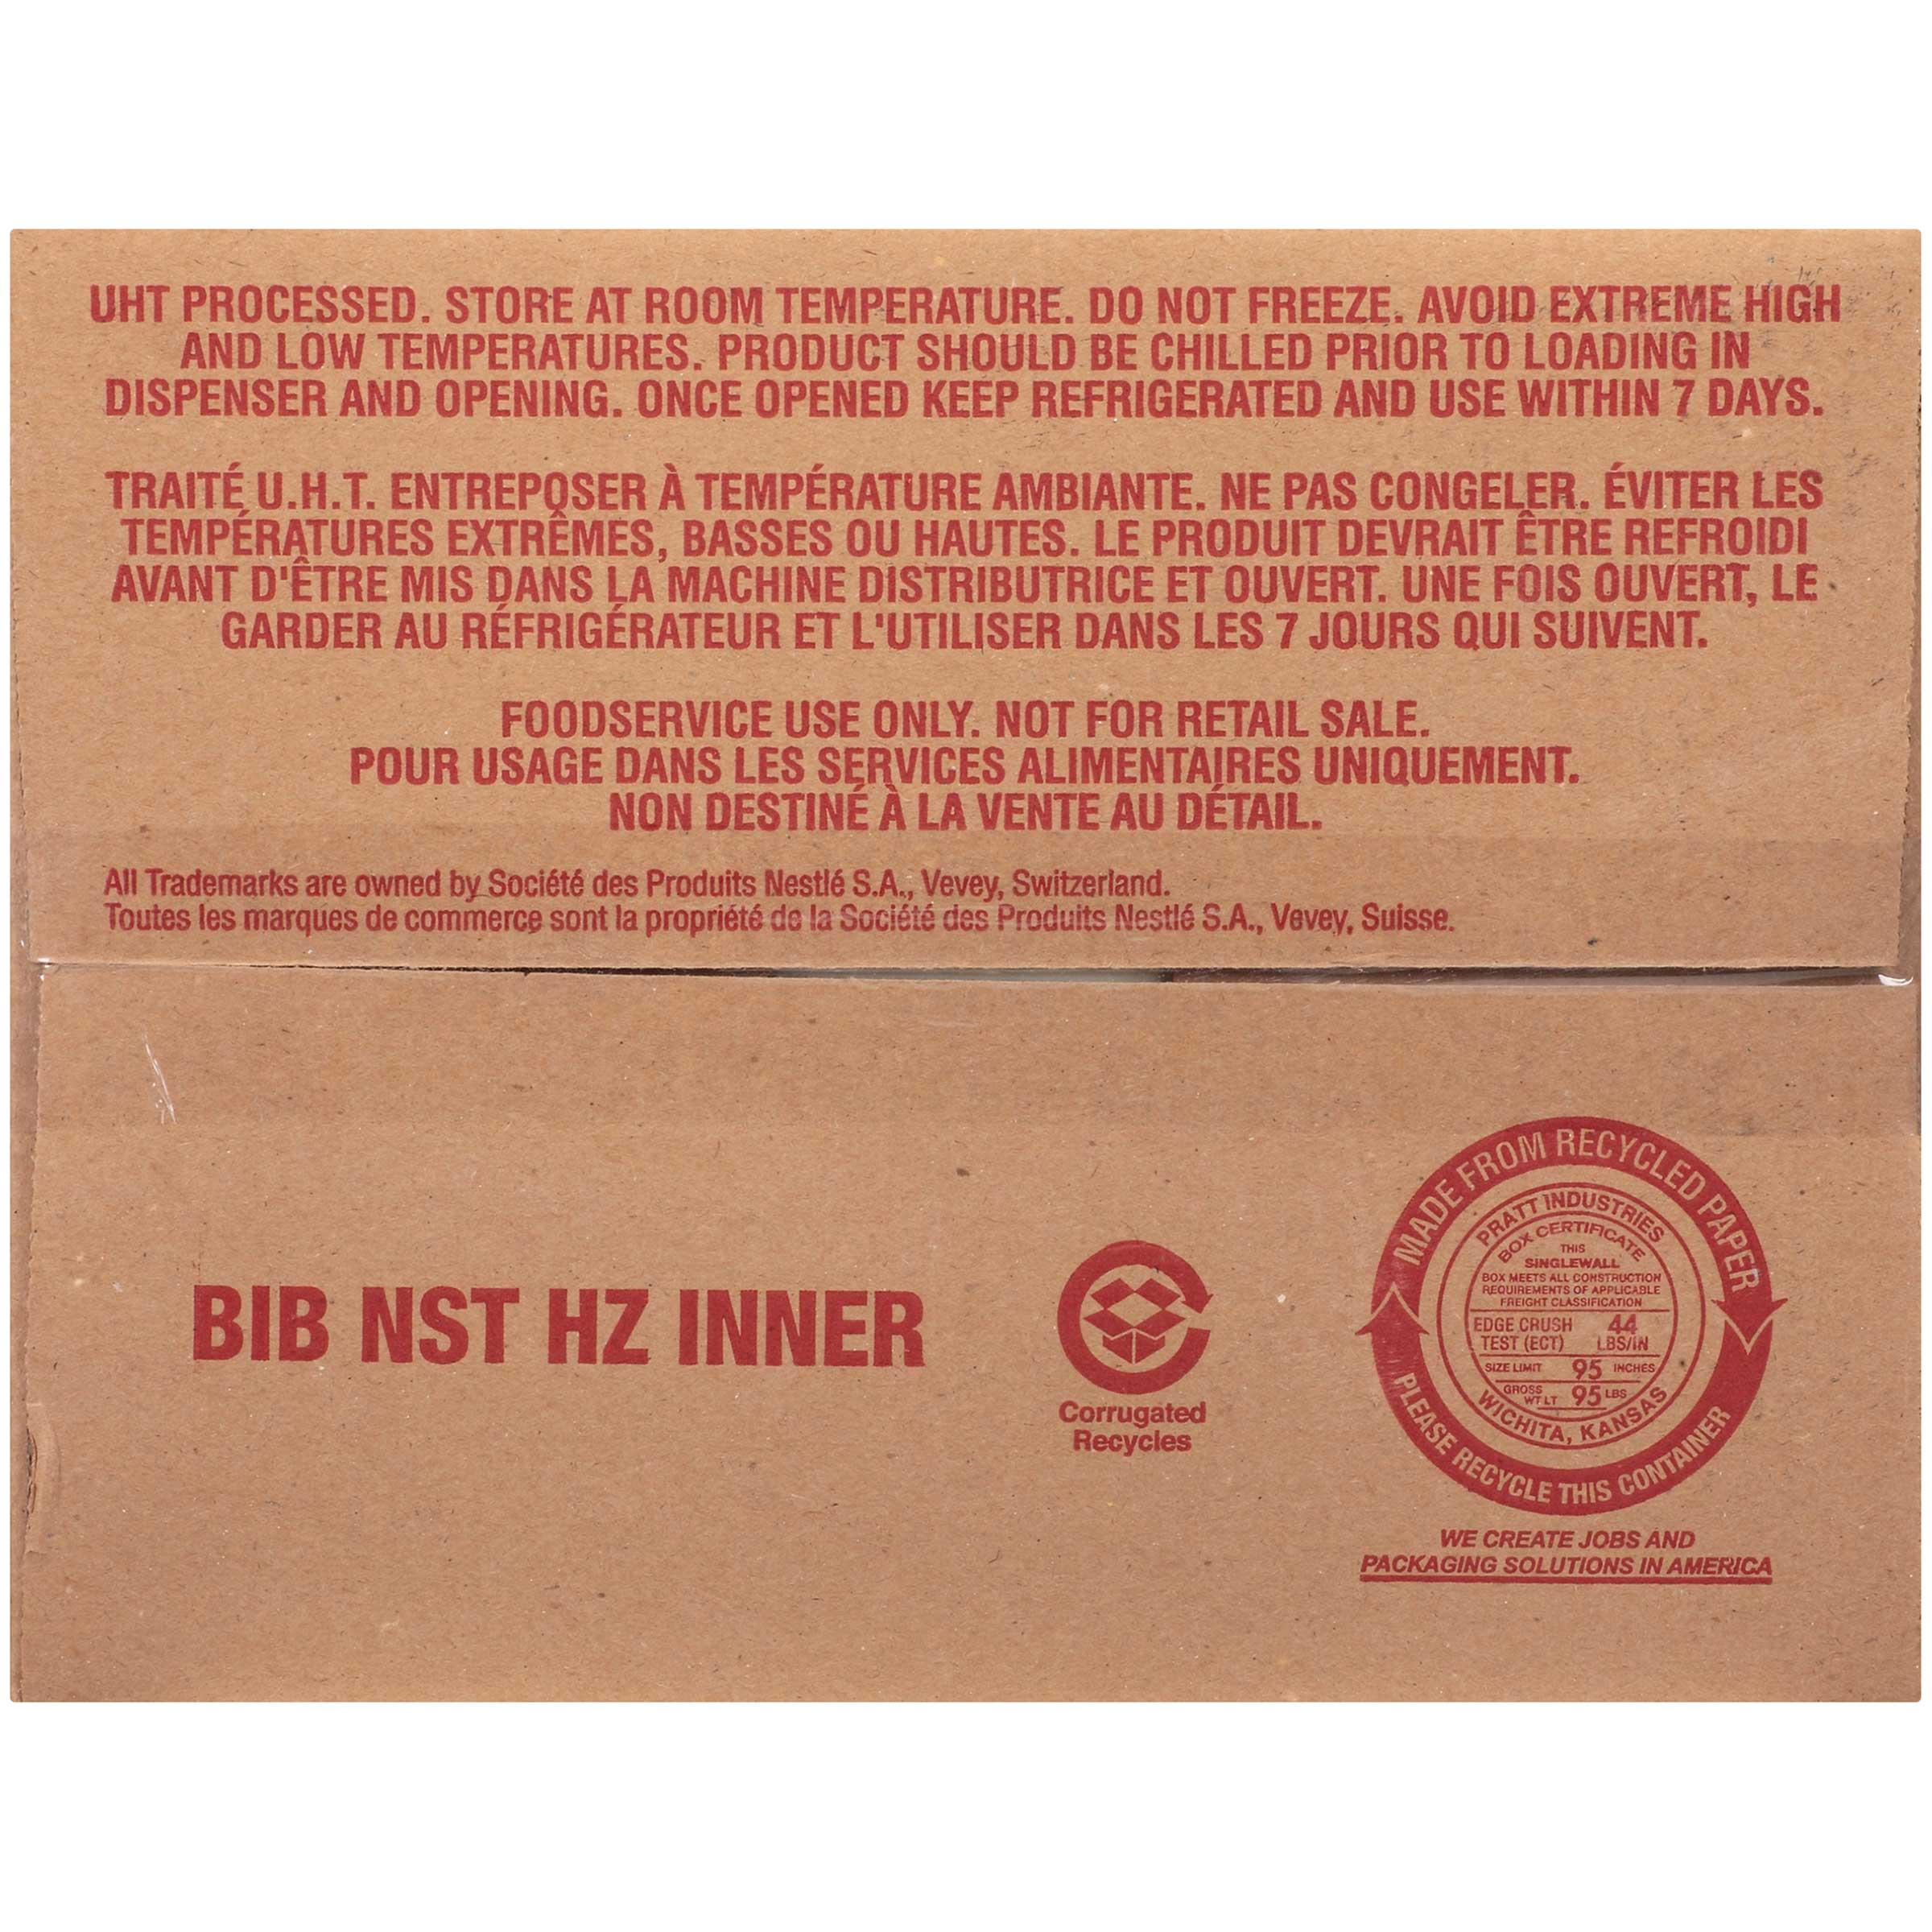 UHT PROCESSED. STORE AT ROOM TEMPERATURE. DO NOT FREEZE. AVOID EXTREME HIGH
AND LOW TEMPERATURES. PRODUCT SHOULD BE CHILLED PRIOR TO LOADING IN
DISPENSER AND OPENING. ONCE OPENED KEEP REFRIGERATED AND USE WITHIN 7 DAYS.
TRAITÉ U.H.T. ENTREPOSER À TEMPÉRATURE AMBIANTE. NE PAS CONGELER. ÉVITER LES
TEMPÉRATURES EXTRÊMES, BASSES OU HAUTES. LE PRODUIT DEVRAIT ÊTRE REFROIDI
AVANT D'ÊTRE MIS DANS LA MACHINE DISTRIBUTRICE ET OUVERT. UNE FOIS OUVERT, LE
GARDER AU RÉFRIGÉRATEUR ET L'UTILISER DANS LES 7 JOURS QUI SUIVENT.
FOODSERVICE USE ONLY. NOT FOR RETAIL SALE.
POUR USAGE DANS LES SERVICES ALIMENTAIRES UNIQUEMENT.
NON DESTINÉ À LA VENTE AU DÉTAIL.
All Trademarks are owned by Société des Produits Nestlé S.A., Vevey, Switzerland.
Toutes les marques de commerce sont la propriété de la Société des Produits Nestlé S.A., Vevey, Suisse.
BIB NST HZ INNER
Corrugated
Recycles
MADE FROM RECYCLED PAPER
PRATT INDUSTRIES
BOX CERTIFICATE
THIS
SINGLEWALL
BOX MEETS ALL CONSTRUCTION
REQUIREMENTS OF APPLICABLE
FREIGHT CLASSIFICATION
EDGE CRUSH 44
TEST (ECT) LBS/IN
SIZE LIMIT 95 INCHES
GROSS WT LT 95 LBS
WICHITA, KANSAS
PLEASE RECYCLE THIS CONTAINER
WE CREATE JOBS AND
PACKAGING SOLUTIONS IN AMERICA